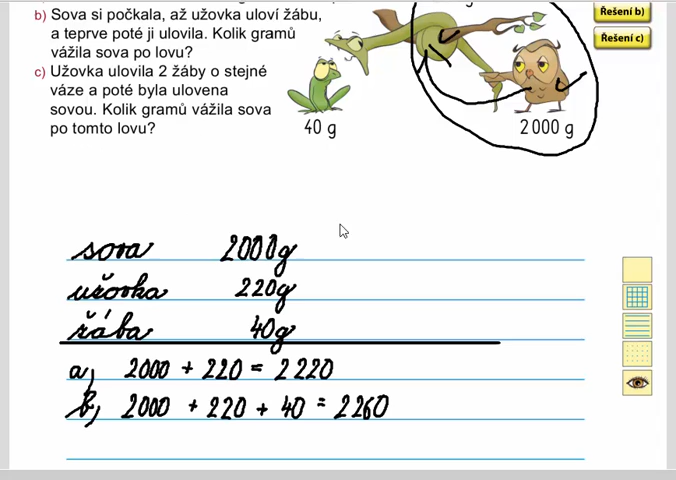 b) Sova si počkala, až užovka uloví žábu,
a teprve poté ji ulovila. Kolik gramů
vážila sova po lovu?
c) Užovka ulovila 2 žáby o stejné
váze a poté byla ulovena
sovou. Kolik gramů vážila sova
po tomto lovu?
40 g
2 000 g
Řešení b)
Řešení c)
sova 2000g
užovka 220g
žába 40g
a) 2000 + 220 = 2220
b) 2000 + 220 + 40 = 2260